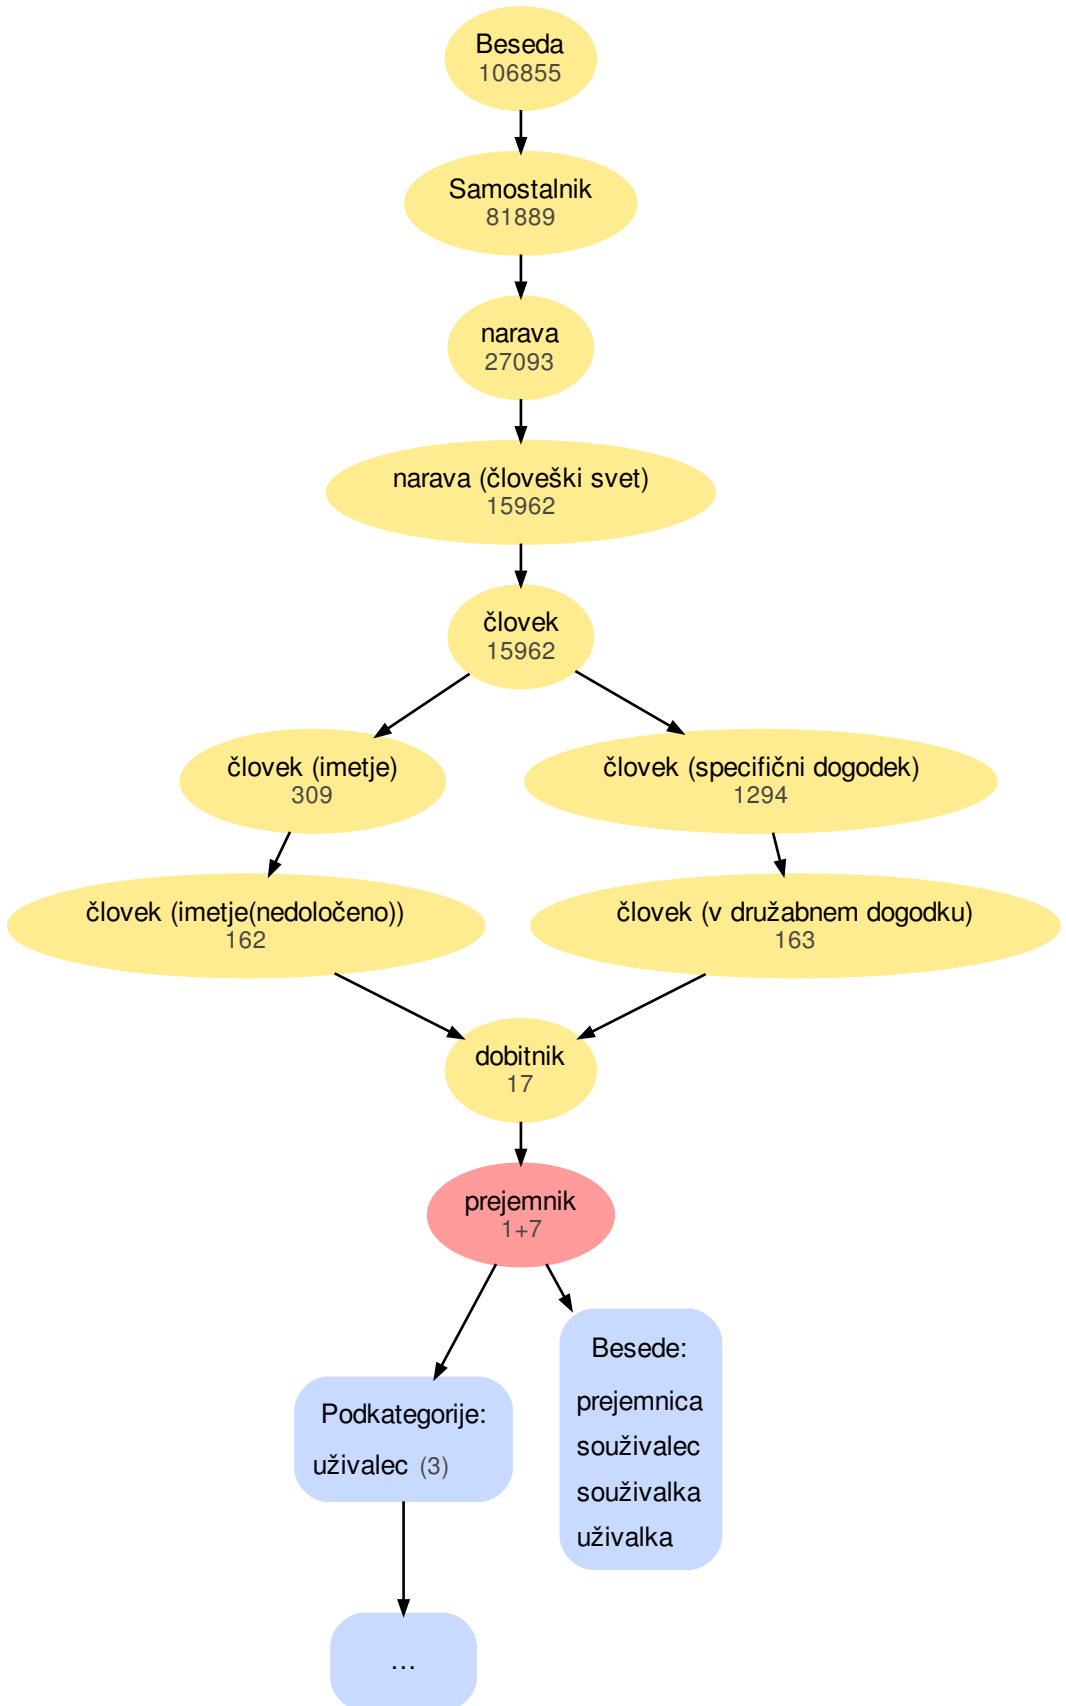 Beseda
106855
Samostalnik
81889
narava
27093
narava (človeški svet)
15962
človek
15962
človek (imetje)
309
človek (specifični dogodek)
1294
človek (imetje(nedoločeno))
162
človek (v družabnem dogodku)
163
dobitnik
17
prejemnik
1+7
Podkategorije:
uživalec (3)
Besede:
prejemnica
souživalec
souživalka
uživalka
...